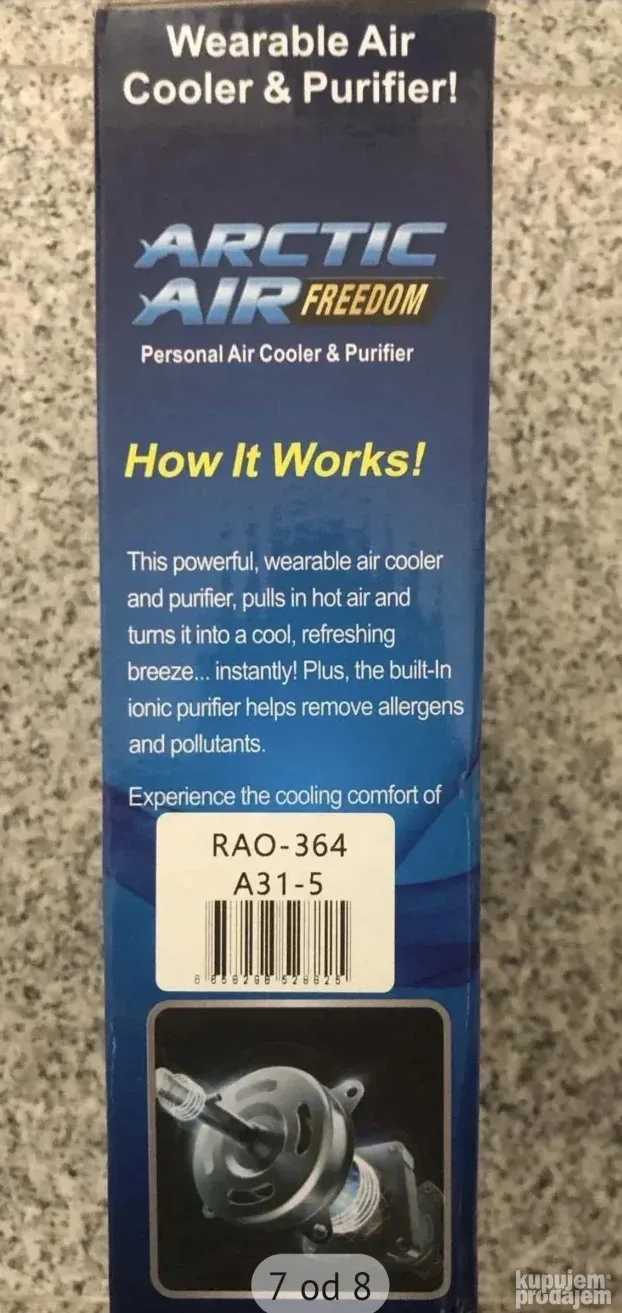 Wearable Air
Cooler & Purifier!
ARCTIC
AIR FREEDOM
Personal Air Cooler & Purifier
How It Works!
This powerful, wearable air cooler
and purifier, pulls in hot air and
turns it into a cool, refreshing
breeze... instantly! Plus, the built-In
ionic purifier helps remove allergens
and pollutants.
Experience the cooling comfort of
RAO-364
A31-5
7 od 8
kupujem
prodajem